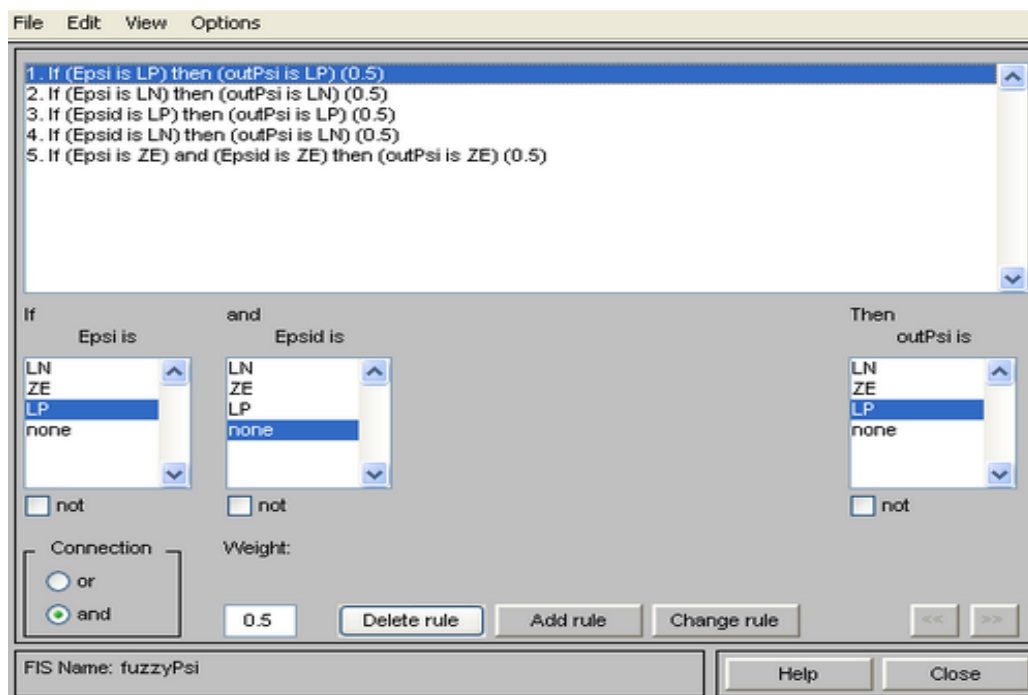 File Edit View Options
1. If (Epsi is LP) then (outPsi is LP) (0.5)
2. If (Epsi is LN) then (outPsi is LN) (0.5)
3. If (Epsid is LP) then (outPsi is LP) (0.5)
4. If (Epsid is LN) then (outPsi is LN) (0.5)
5. If (Epsi is ZE) and (Epsid is ZE) then (outPsi is ZE) (0.5)
If
Epsi is
LN
ZE
LP
none
not
and
Epsid is
LN
ZE
LP
none
not
Then
outPsi is
LN
ZE
LP
none
not
Connection
or
and
Weight:
0.5
Delete rule
Add rule
Change rule
<<
>>
FIS Name: fuzzyPsi
Help
Close